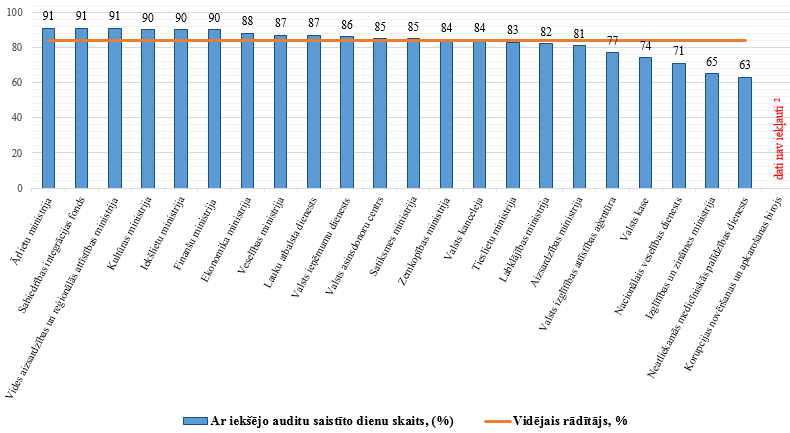 91 91 91 90 90 90 88 87 87 86 85 85 84 84 83 82 81 77 74 71 65 63
100
80
60
40
20
0
dati nav iekļauti ²
Ārlietu ministrija
Sabiedrības integrācijas fonds
Vides aizsardzības un reģionālās attīstības ministrija
Kultūras ministrija
Iekšlietu ministrija
Finanšu ministrija
Ekonomika ministrija
Veselības ministrija
Lauku atbalsta dienests
Valsts ieņēmumu dienests
Valsts asinsdonoru centrs
Satiksmes ministrija
Zemkopības ministrija
Valsts kanceleja
Tieslietu ministrija
Labklājības ministrija
Aizsardzības ministrija
Valsts izglītības attīstības aģentūra
Valsts kase
Nacionālais veselības dienests
Izglītības un zinātnes ministrija
Neatliekamās medicīniskās palīdzības dienests
Korupcijas novēršanas un apkarošanas birojs
Ar iekšējo auditu saistīto dienu skaits, (%)
Vidējais rādītājs, %